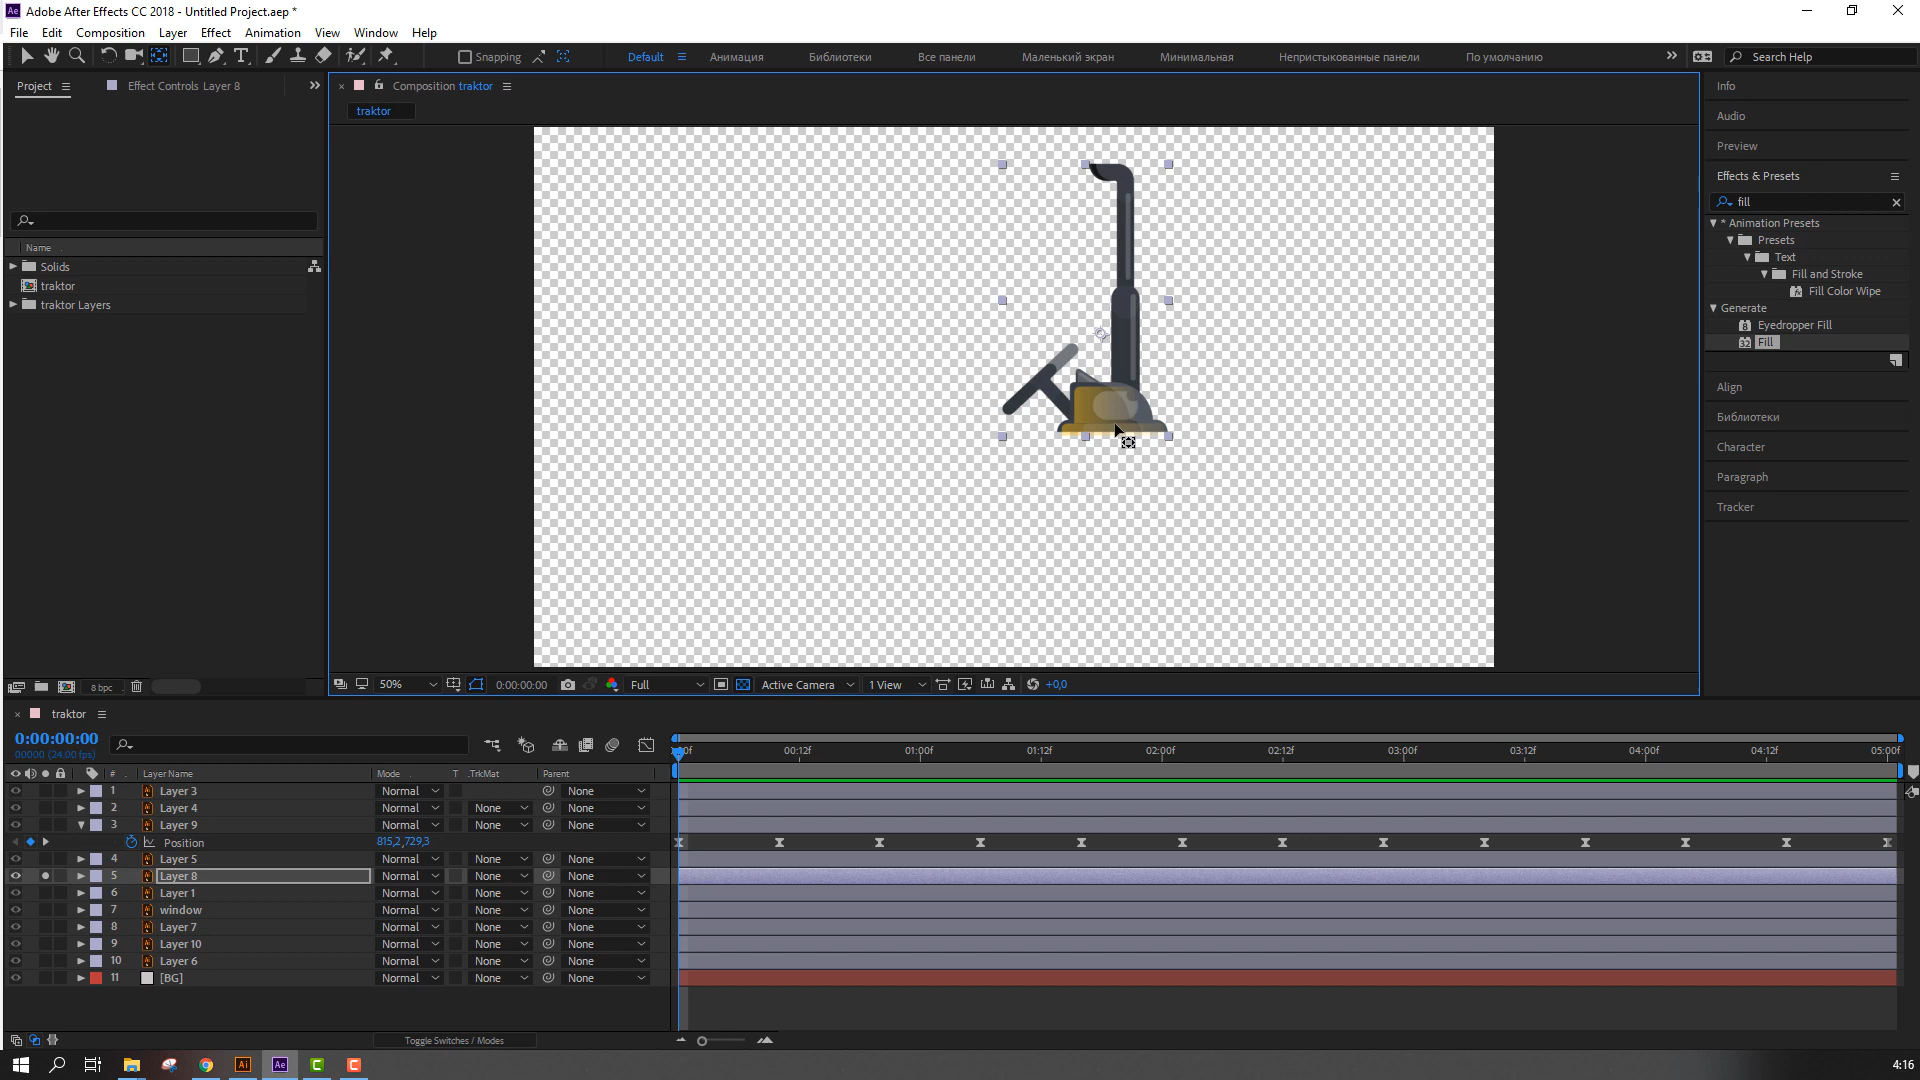 Ae Adobe After Effects CC 2018 - Untitled Project.aep *
File Edit Composition Layer Effect Animation View Window Help
Snapping Default Анимация Библиотеки Все панели Маленький экран Минимальная Непристыкованные панели По умолчанию Search Help
Project Effect Controls Layer 8
Composition traktor
traktor
Name
Solids
traktor
traktor Layers
8 bpc
50% 0:00:00:00 Full Active Camera 1 View +0,0
Info
Audio
Preview
Effects & Presets
fill
* Animation Presets
Presets
Text
Fill and Stroke
Fill Color Wipe
Generate
Eyedropper Fill
Fill
Align
Библиотеки
Character
Paragraph
Tracker
traktor
0:00:00:00
00000 (24.00 fps)
00:12f 01:00f 01:12f 02:00f 02:12f 03:00f 03:12f 04:00f 04:12f 05:00f
# Layer Name Mode T .TrkMat Parent
1 Layer 3 Normal None
2 Layer 4 Normal None None
3 Layer 9 Normal None None
Position 815,2,729,3
4 Layer 5 Normal None None
5 Layer 8 Normal None None
6 Layer 1 Normal None None
7 window Normal None None
8 Layer 7 Normal None None
9 Layer 10 Normal None None
10 Layer 6 Normal None None
11 [BG] Normal None None
Toggle Switches / Modes
Ai Ae C C
4:16